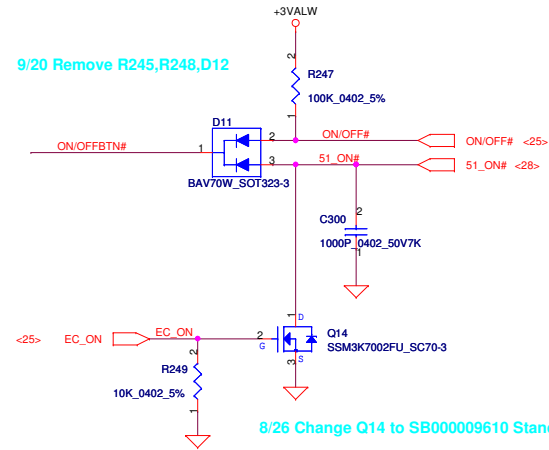 +3VALW
9/20 Remove R245,R248,D12
2
R247
100K_0402_5%
1
D11
ON/OFFBTN#
1
2
ON/OFF#
ON/OFF# <25>
3
51_ON#
51_ON# <28>
BAV70W_SOT323-3
2
C300
1000P_0402_50V7K
1
1
D
<25>
EC_ON
EC_ON
2
G
Q14
SSM3K7002FU_SC70-3
S
3
2
R249
10K_0402_5%
1
8/26 Change Q14 to SB000009610 Stan